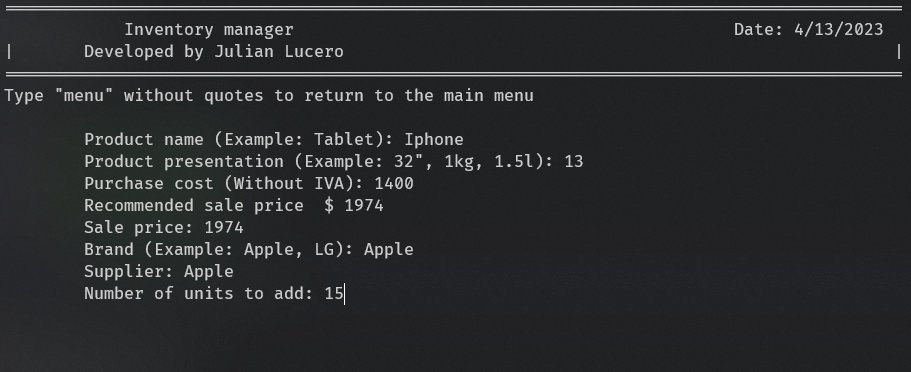 Inventory manager Date: 4/13/2023
| Developed by Julian Lucero |
Type "menu" without quotes to return to the main menu
Product name (Example: Tablet): Iphone
Product presentation (Example: 32", 1kg, 1.5l): 13
Purchase cost (Without IVA): 1400
Recommended sale price  $ 1974
Sale price: 1974
Brand (Example: Apple, LG): Apple
Supplier: Apple
Number of units to add: 15